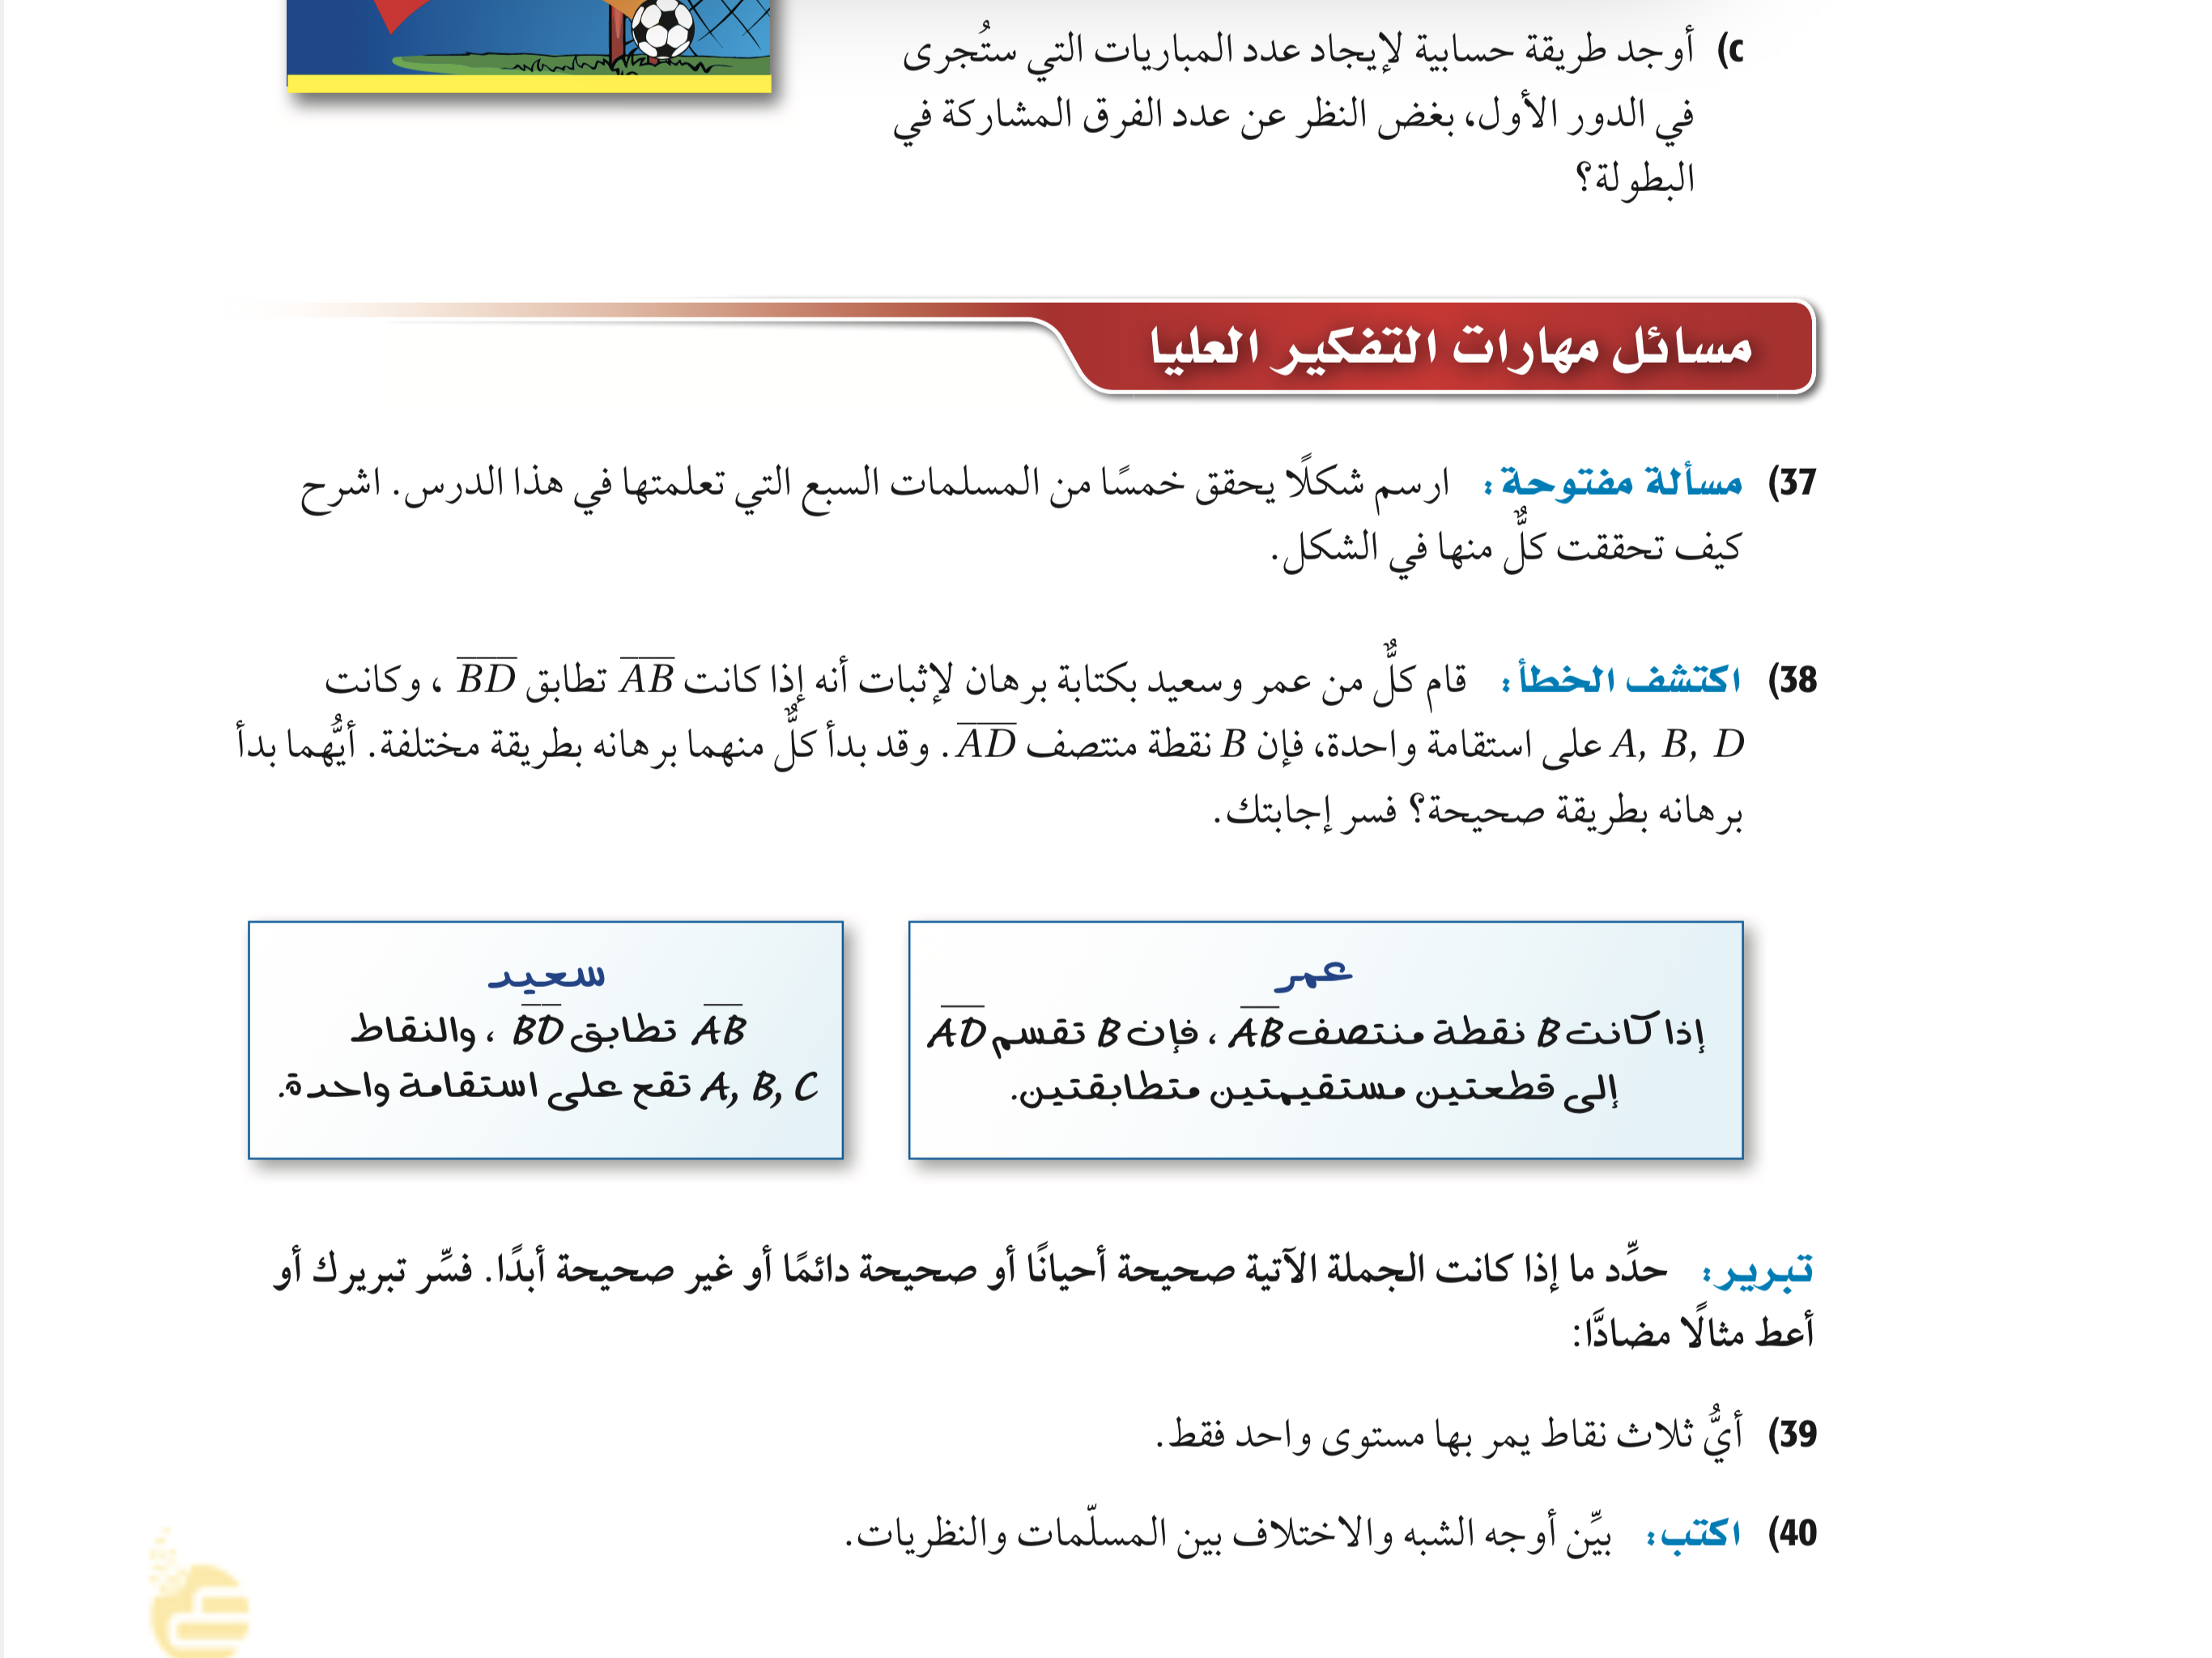 c) أوجد طريقة حسابية لإيجاد عدد المباريات التي ستُجرى
في الدور الأول، بغض النظر عن عدد الفرق المشاركة في
البطولة؟
مسائل مهارات التفكير العليا
37) مسألة مفتوحة: ارسم شكلًا يحقق خمسًا من المسلمات السبع التي تعلمتها في هذا الدرس. اشرح
كيف تحققت كلٌّ منها في الشكل.
38) اكتشف الخطأ: قام كلٌّ من عمر وسعيد بكتابة برهان لإثبات أنه إذا كانت A̅B̅ تطابق B̅D̅ ، وكانت
A, B, D على استقامة واحدة، فإن B نقطة منتصف A̅D̅. وقد بدأ كلٌّ منهما برهانه بطريقة مختلفة. أيُّهما بدأ
برهانه بطريقة صحيحة؟ فسر إجابتك.
عمر
إذا كانت B نقطة منتصف A̅B̅ ، فإن B تقسم A̅D̅
إلى قطعتين مستقيمتين متطابقتين.
سعيد
A̅B̅ تطابق B̅D̅ ، والنقاط
A, B, C تقع على استقامة واحدة.
تبرير: حدِّد ما إذا كانت الجملة الآتية صحيحة أحيانًا أو صحيحة دائمًا أو غير صحيحة أبدًا. فسِّر تبريرك أو
أعط مثالًا مضادًّا:
39) أيُّ ثلاث نقاط يمر بها مستوى واحد فقط.
40) اكتب: بيِّن أوجه الشبه والاختلاف بين المسلّمات والنظريات.